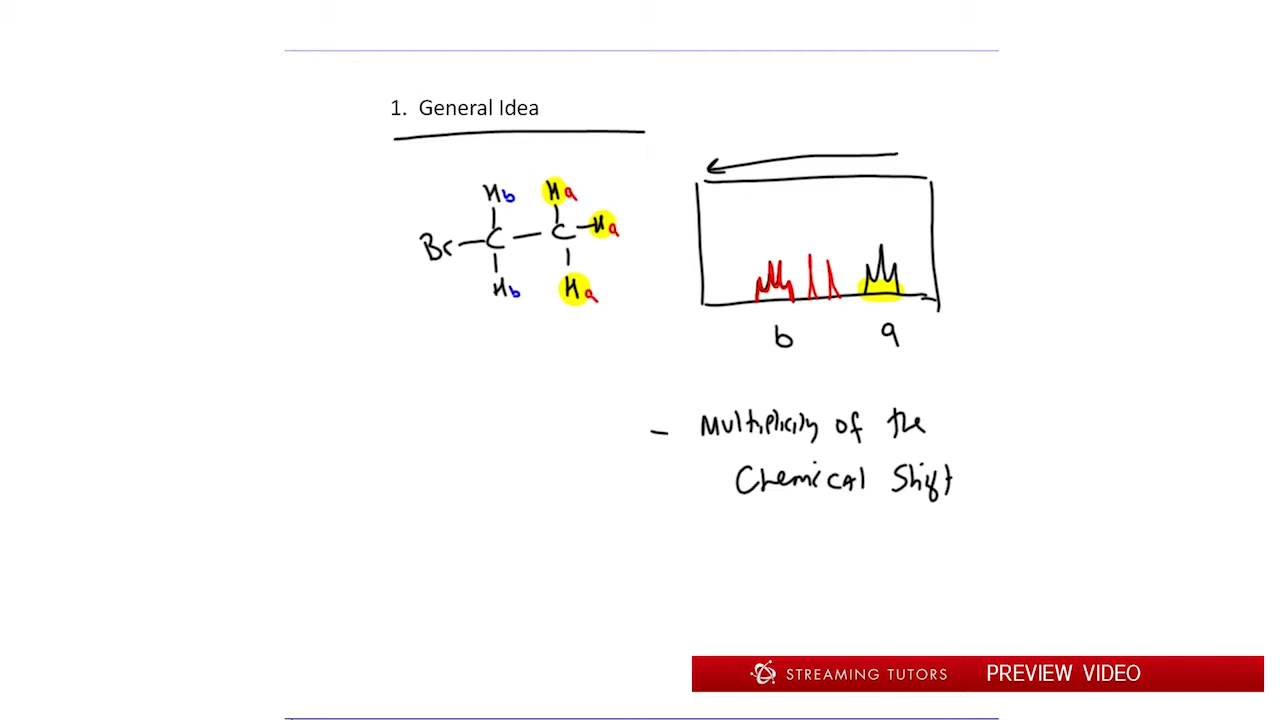 1. General Idea
Hb Ha
Br C C Ha
Hb Ha
b a
- Multiplicity of the
Chemical Shift
STREAMING TUTORS PREVIEW VIDEO